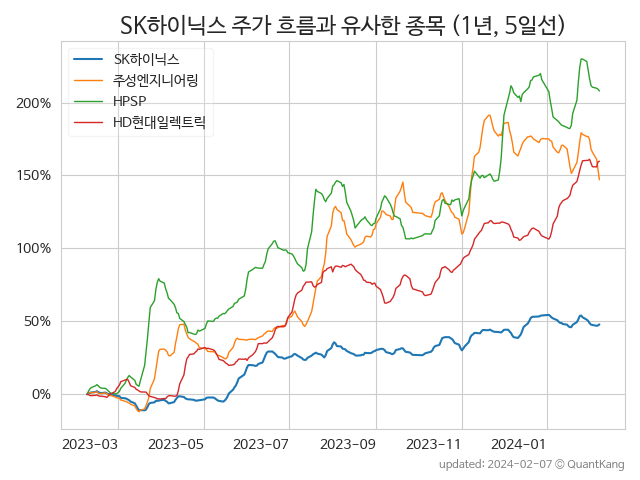 SK하이닉스 주가 흐름과 유사한 종목 (1년, 5일선)
SK하이닉스
주성엔지니어링
HPSP
HD현대일렉트릭
200%
150%
100%
50%
0%
2023-03 2023-05 2023-07 2023-09 2023-11 2024-01
updated: 2024-02-07 © QuantKang